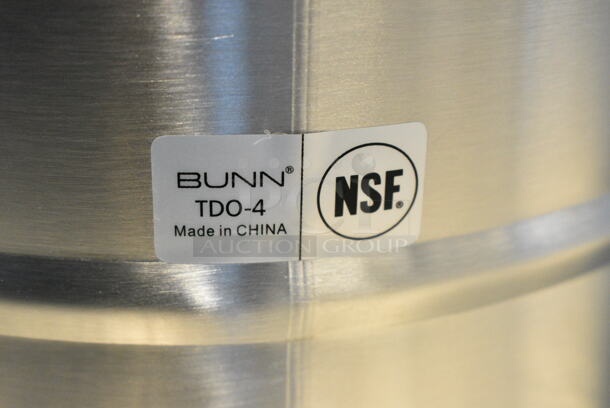 BUNN®
TDO-4
Made in CHINA
NSF®
AUCTION GROUP